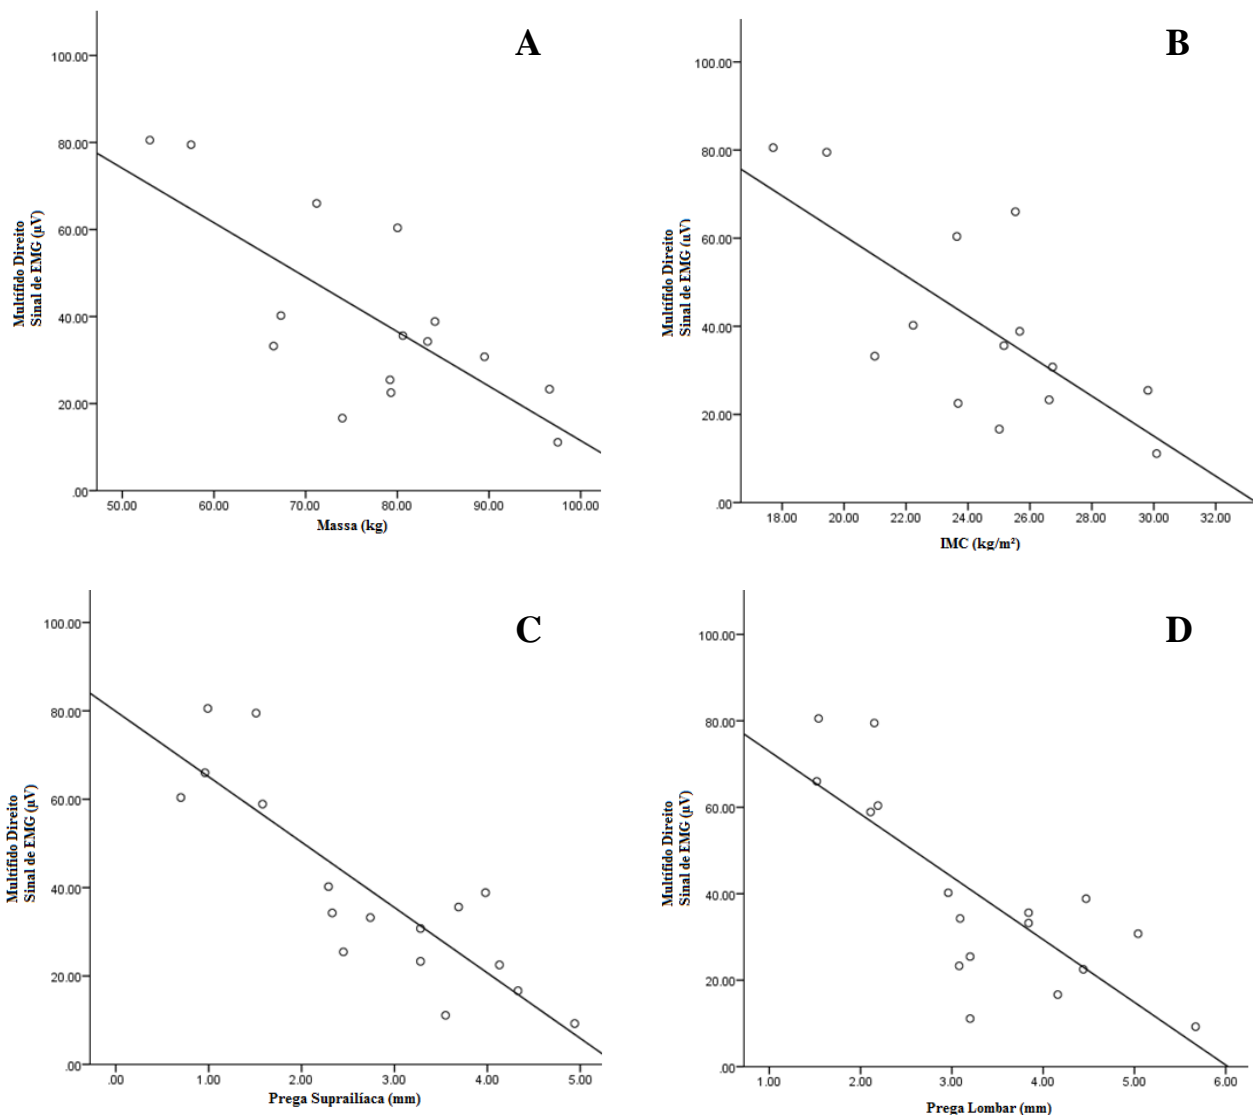 A
100.00
80.00
60.00
40.00
20.00
.00
Multífido Direito
Sinal de EMG (µV)
50.00 60.00 70.00 80.00 90.00 100.00
Massa (kg)
B
100.00
80.00
60.00
40.00
20.00
.00
Multífido Direito
Sinal de EMG (µV)
18.00 20.00 22.00 24.00 26.00 28.00 30.00 32.00
IMC (kg/m²)
C
100.00
80.00
60.00
40.00
20.00
.00
Multífido Direito
Sinal de EMG (µV)
.00 1.00 2.00 3.00 4.00 5.00
Prega Suprailíaca (mm)
D
100.00
80.00
60.00
40.00
20.00
.00
Multífido Direito
Sinal de EMG (µV)
1.00 2.00 3.00 4.00 5.00 6.00
Prega Lombar (mm)